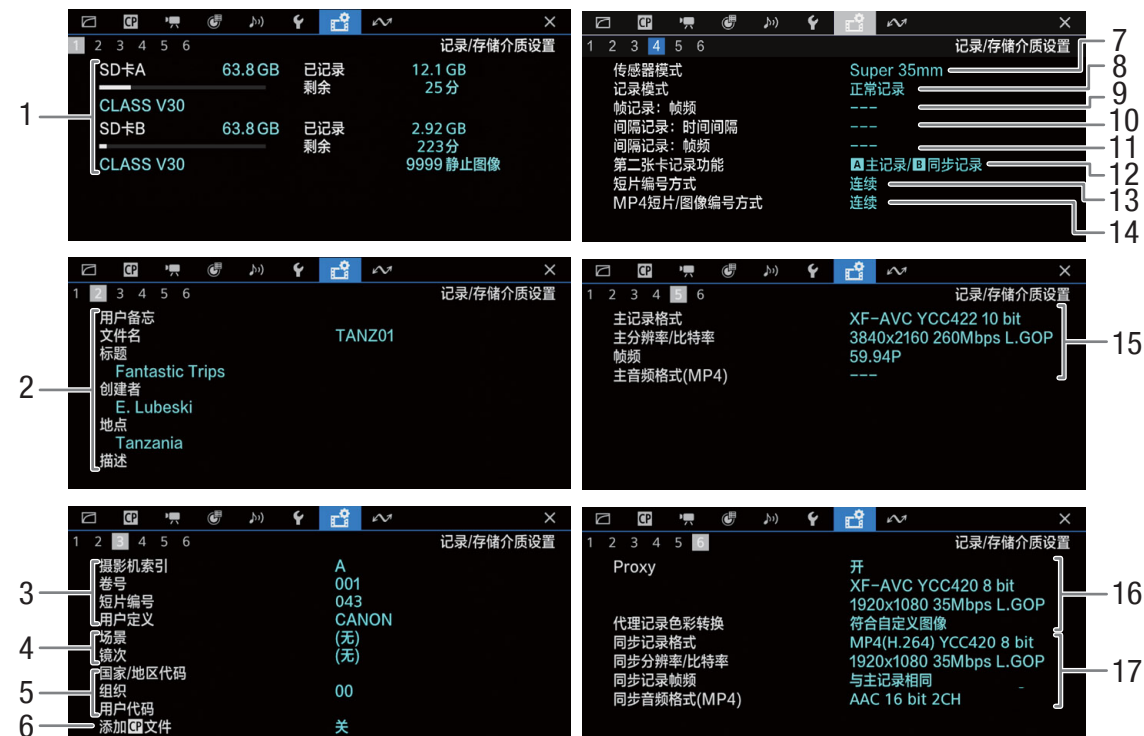 1 2 3 4 5 6 记录/存储介质设置
SD卡A 63.8 GB 已记录 12.1 GB
剩余 25分
CLASS V30
SD卡B 63.8 GB 已记录 2.92 GB
剩余 223分
CLASS V30 9999 静止图像
1
CP
1 2 3 4 5 6 记录/存储介质设置
用户备忘
文件名 TANZ01
标题
Fantastic Trips
创建者
E. Lubeski
地点
Tanzania
描述
2
CP
1 2 3 4 5 6 记录/存储介质设置
摄影机索引 A
卷号 001
短片编号 043
用户定义 CANON
场景 (无)
镜次 (无)
国家/地区代码
组织 00
用户代码
添加CP文件 关
3
4
5
6
CP
1 2 3 4 5 6 记录/存储介质设置
传感器模式 Super 35mm
记录模式 正常记录
帧记录：帧频 ---
间隔记录：时间间隔 ---
间隔记录：帧频 ---
第二张卡记录功能 A主记录/B同步记录
短片编号方式 连续
MP4短片/图像编号方式 连续
7
8
9
10
11
12
13
14
CP
1 2 3 4 5 6 记录/存储介质设置
主记录格式 XF-AVC YCC422 10 bit
主分辨率/比特率 3840x2160 260Mbps L.GOP
帧频 59.94P
主音频格式(MP4) ---
15
CP
1 2 3 4 5 6 记录/存储介质设置
Proxy 开
XF-AVC YCC420 8 bit
1920x1080 35Mbps L.GOP
代理记录色彩转换 符合自定义图像
同步记录格式 MP4(H.264) YCC420 8 bit
同步分辨率/比特率 1920x1080 35Mbps L.GOP
同步记录帧频 与主记录相同
同步音频格式(MP4) AAC 16 bit 2CH
16
17
CP